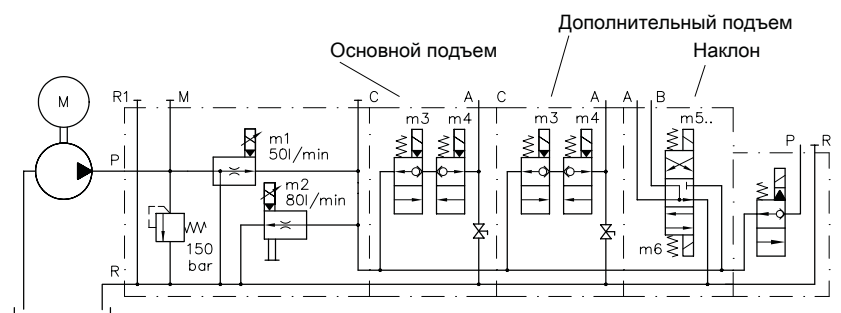 Дополнительный подъем
Основной подъем
Наклон
M
R1
M
C
A
C
A
A
B
m3
m4
m3
m4
m5..
P
R
m1
50l/min
P
m2
80l/min
150
bar
m6
R